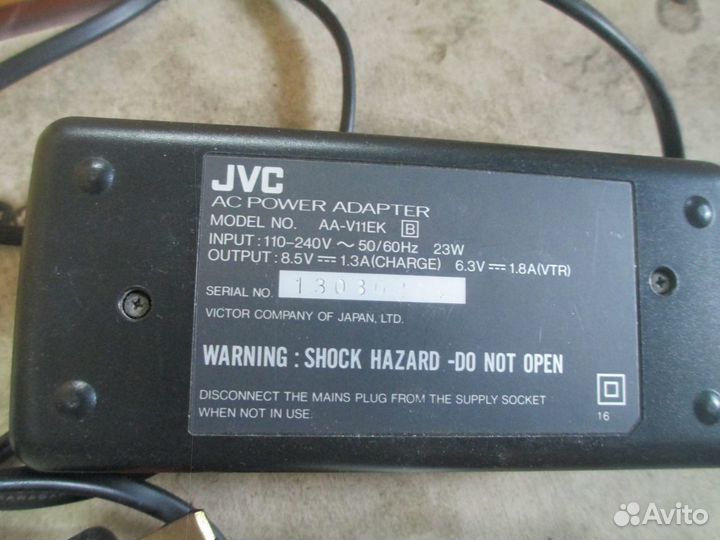 JVC
AC POWER ADAPTER
MODEL NO. AA-V11EK B
INPUT : 110-240V ～ 50/60Hz 23W
OUTPUT : 8.5V ⎓ 1.3A(CHARGE) 6.3V ⎓ 1.8A(VTR)
SERIAL NO.
VICTOR COMPANY OF JAPAN, LTD.
WARNING : SHOCK HAZARD -DO NOT OPEN
DISCONNECT THE MAINS PLUG FROM THE SUPPLY SOCKET
WHEN NOT IN USE.
16
Avito